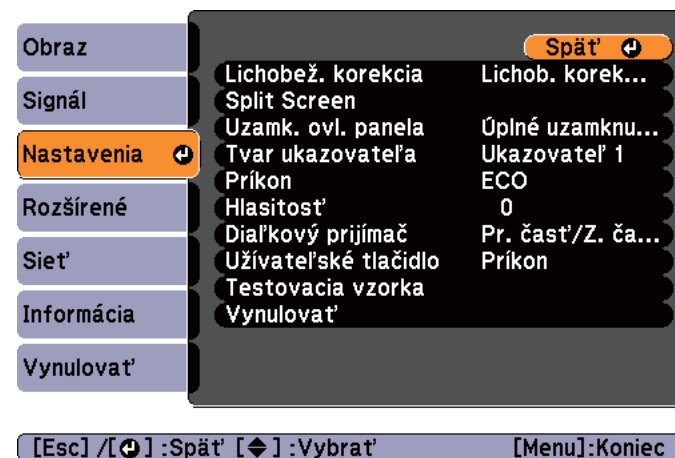 Obraz
Signál
Nastavenia
Rozšírené
Sieť
Informácia
Vynulovať
Späť
Lichobež. korekcia Lichob. korek...
Split Screen
Uzamk. ovl. panela Úplné uzamknu...
Tvar ukazovateľa Ukazovateľ 1
Príkon ECO
Hlasitosť 0
Diaľkový prijímač Pr. časť/Z. ča...
Užívateľské tlačidlo Príkon
Testovacia vzorka
Vynulovať
[Esc] /[⏎] :Späť [◆] :Vybrať [Menu]:Koniec